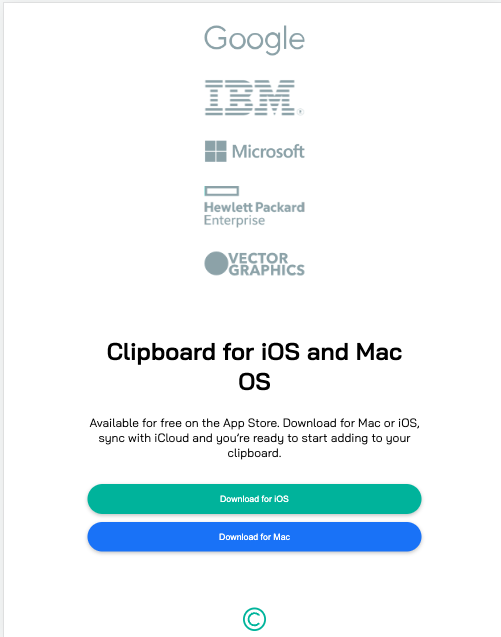 Google
IBM®
Microsoft
Hewlett Packard
Enterprise
VECTOR
GRAPHICS
Clipboard for iOS and Mac
OS
Available for free on the App Store. Download for Mac or iOS,
sync with iCloud and you’re ready to start adding to your
clipboard.
Download for iOS
Download for Mac
©